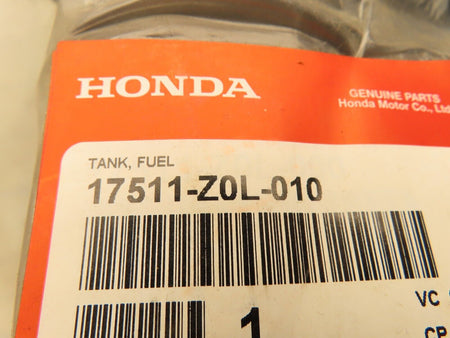 HONDA
GENUINE PARTS
Honda Motor Co., Ltd
TANK, FUEL
17511-Z0L-010
1
VC
CP